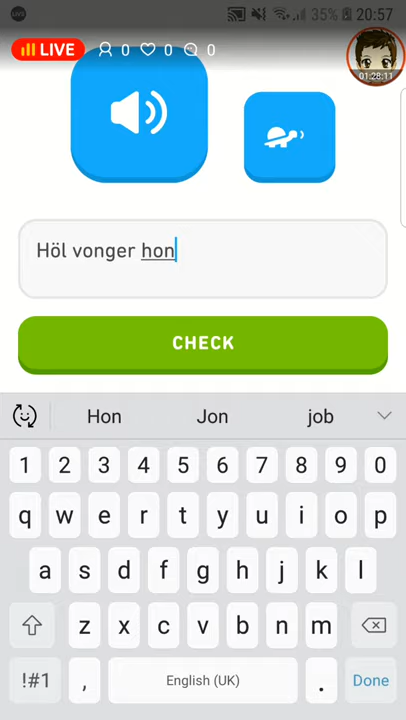 LIVE 35% 20:57
LIVE 0 0 0
01:28:11
Höl vonger hon
CHECK
Hon Jon job
1 2 3 4 5 6 7 8 9 0
q w e r t y u i o p
a s d f g h j k l
z x c v b n m
!#1 , English (UK) . Done